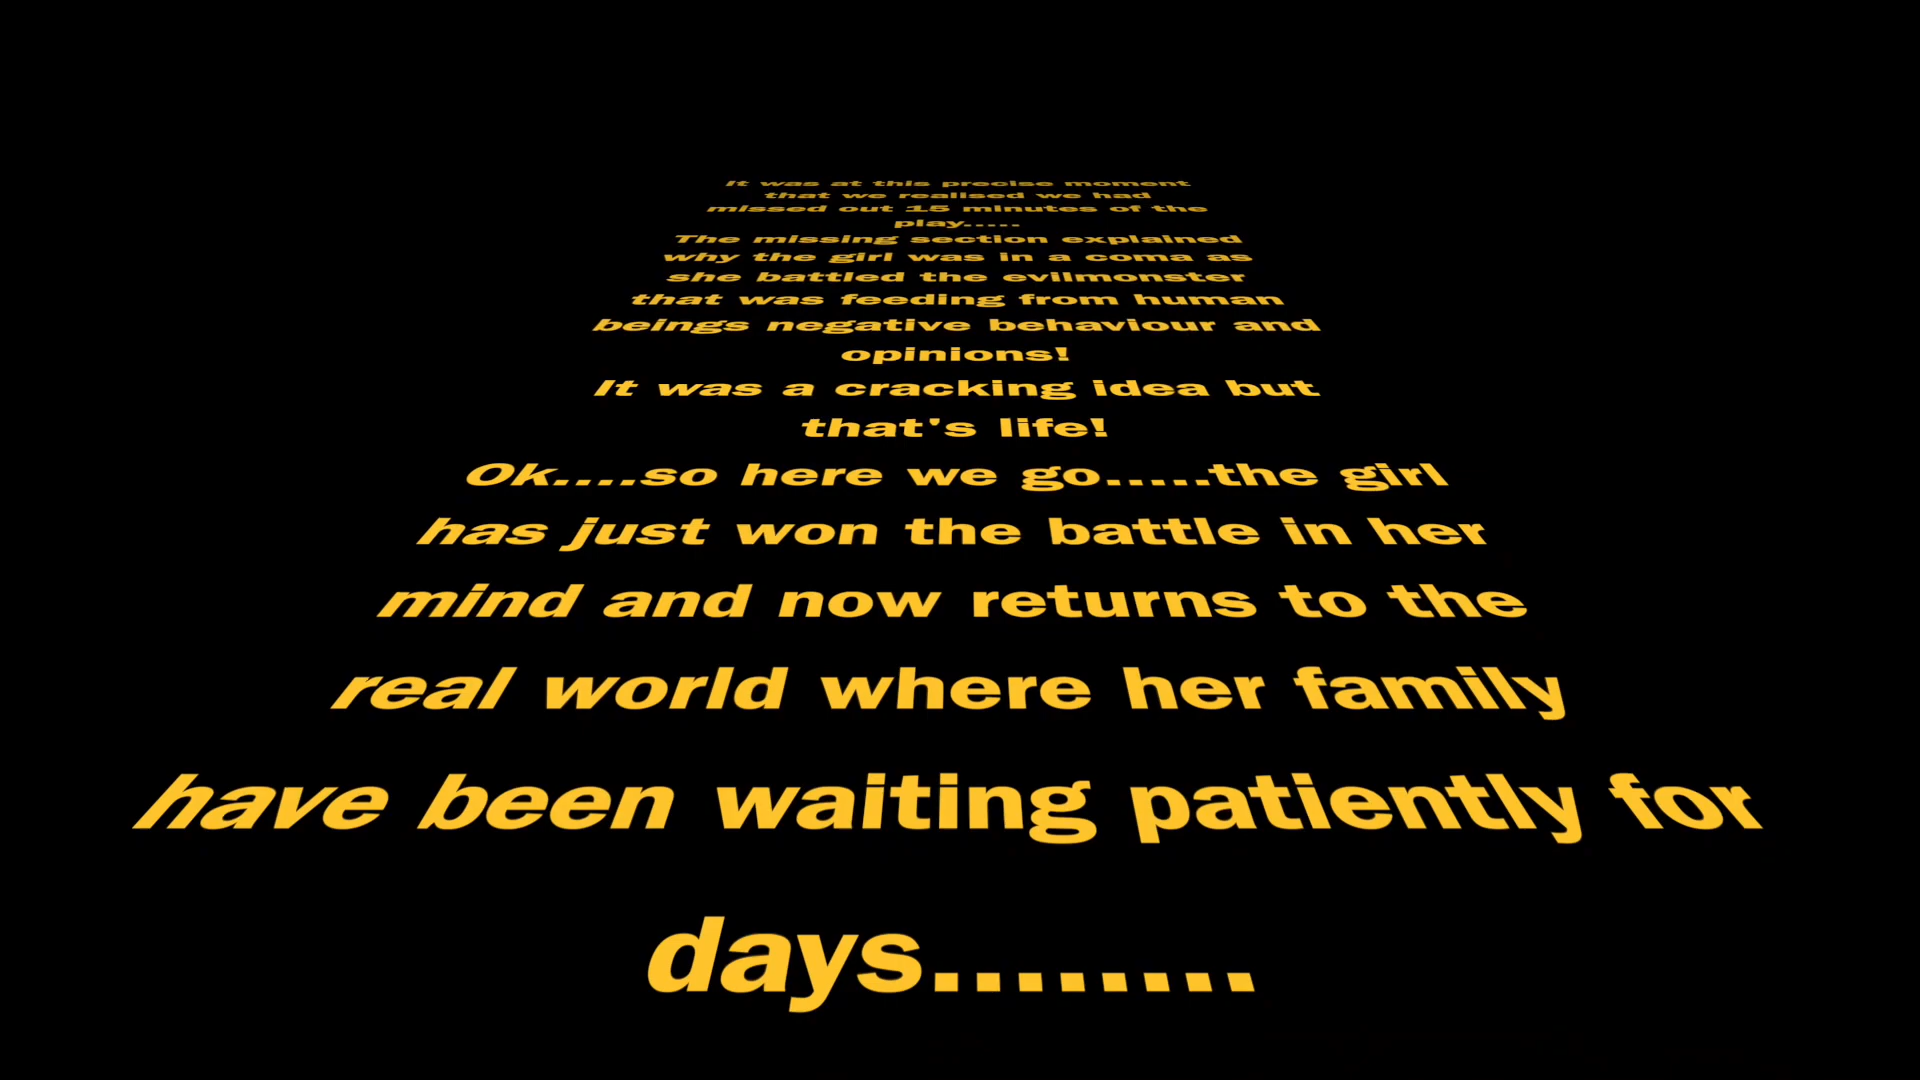 It was at this precise moment
that we realised we had
missed out 15 minutes of the
play.....
The missing section explained
why the girl was in a coma as
she battled the evilmonster
that was feeding from human
beings negative behaviour and
opinions!
It was a cracking idea but
that's life!
Ok....so here we go.....the girl
has just won the battle in her
mind and now returns to the
real world where her family
have been waiting patiently for
days........